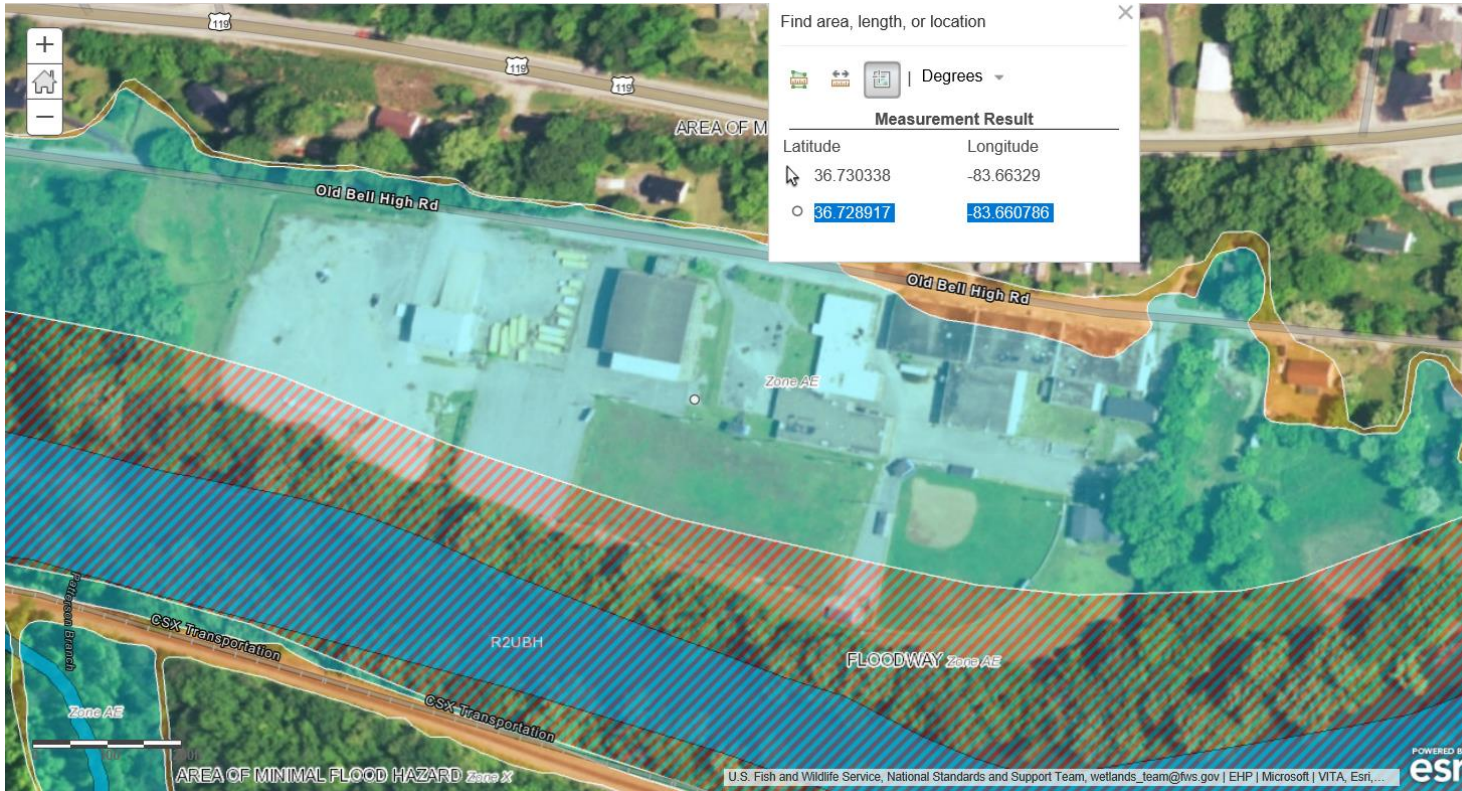 119
119
119
+
−
Find area, length, or location
Degrees
Measurement Result
Latitude Longitude
36.730338 -83.66329
36.728917 -83.660786
AREA OF M
Old Bell High Rd
Old Bell High Rd
Zone AE
Patterson Branch
CSX Transportation
R2UBH
FLOODWAY Zone AE
CSX Transportation
Zone AE
AREA OF MINIMAL FLOOD HAZARD Zone X
U.S. Fish and Wildlife Service, National Standards and Support Team, wetlands_team@fws.gov | EHP | Microsoft | VITA, Esri,...
POWERED B
esr